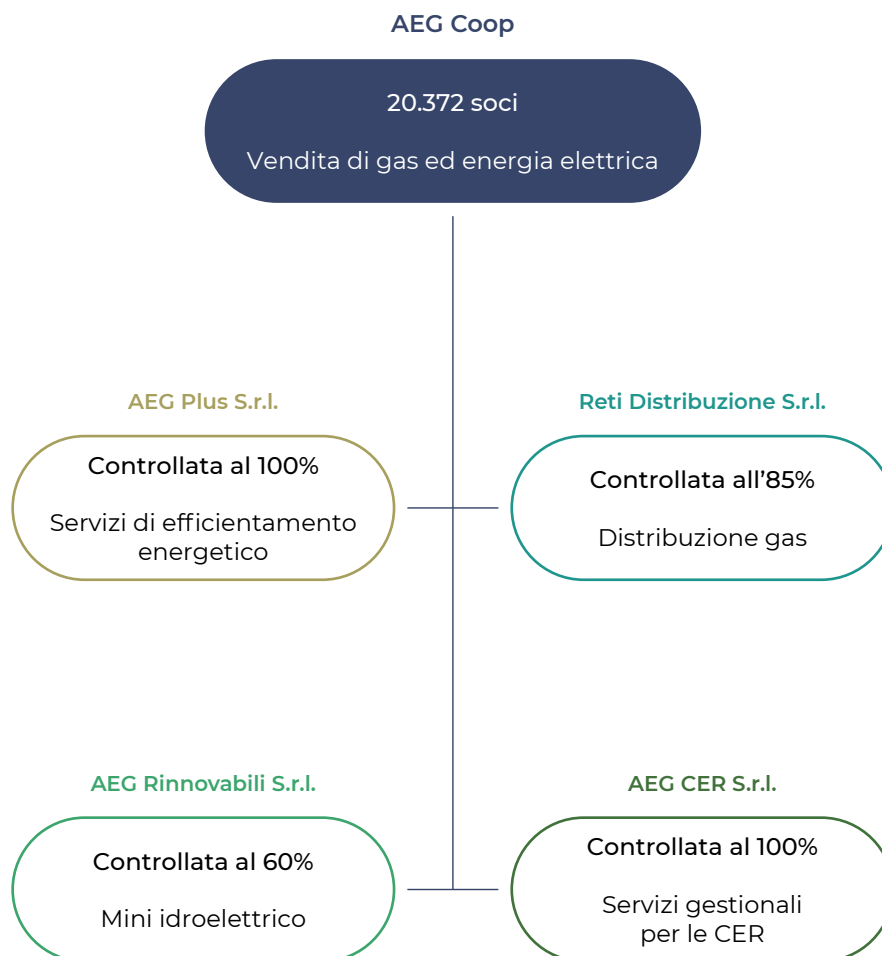 AEG Coop
20.372 soci
Vendita di gas ed energia elettrica
AEG Plus S.r.l.
Controllata al 100%
Servizi di efficientamento
energetico
Reti Distribuzione S.r.l.
Controllata all’85%
Distribuzione gas
AEG Rinnovabili S.r.l.
Controllata al 60%
Mini idroelettrico
AEG CER S.r.l.
Controllata al 100%
Servizi gestionali
per le CER